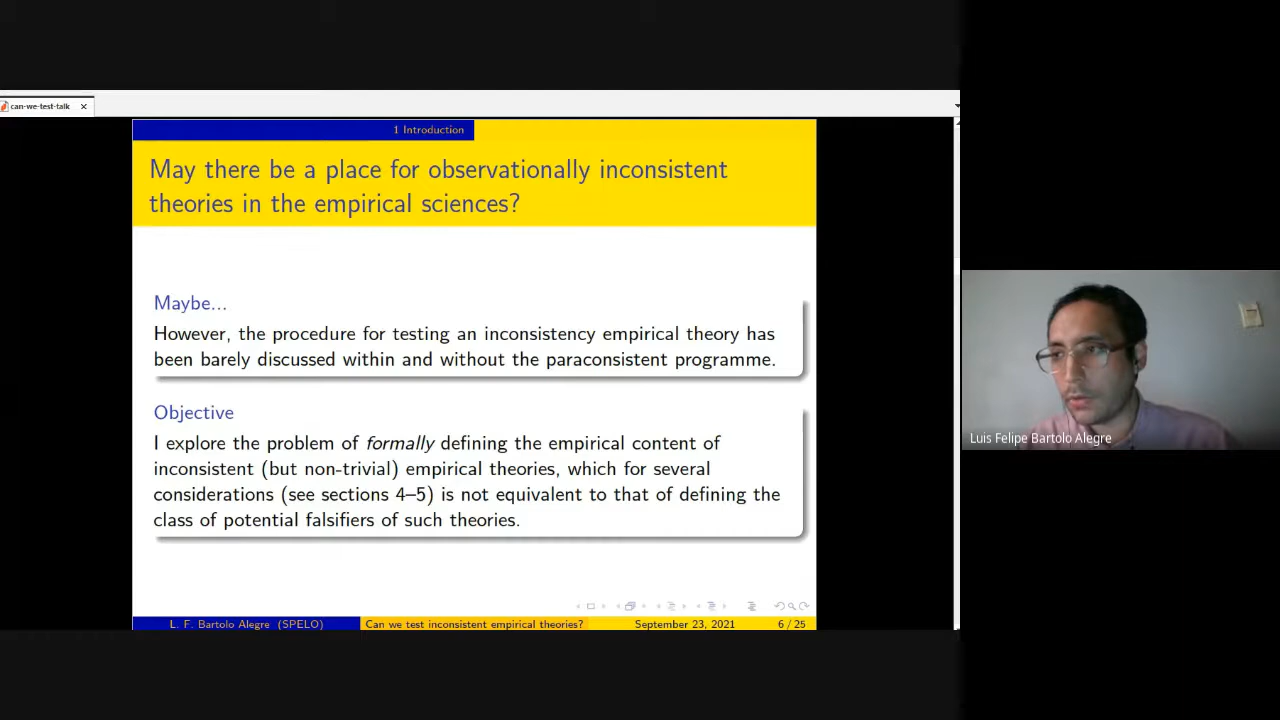 can-we-test-talk
1 Introduction
May there be a place for observationally inconsistent
theories in the empirical sciences?
Maybe...
However, the procedure for testing an inconsistency empirical theory has
been barely discussed within and without the paraconsistent programme.
Objective
I explore the problem of formally defining the empirical content of
inconsistent (but non-trivial) empirical theories, which for several
considerations (see sections 4–5) is not equivalent to that of defining the
class of potential falsifiers of such theories.
L. F. Bartolo Alegre (SPELO)
Can we test inconsistent empirical theories?
September 23, 2021
6 / 25
Luis Felipe Bartolo Alegre